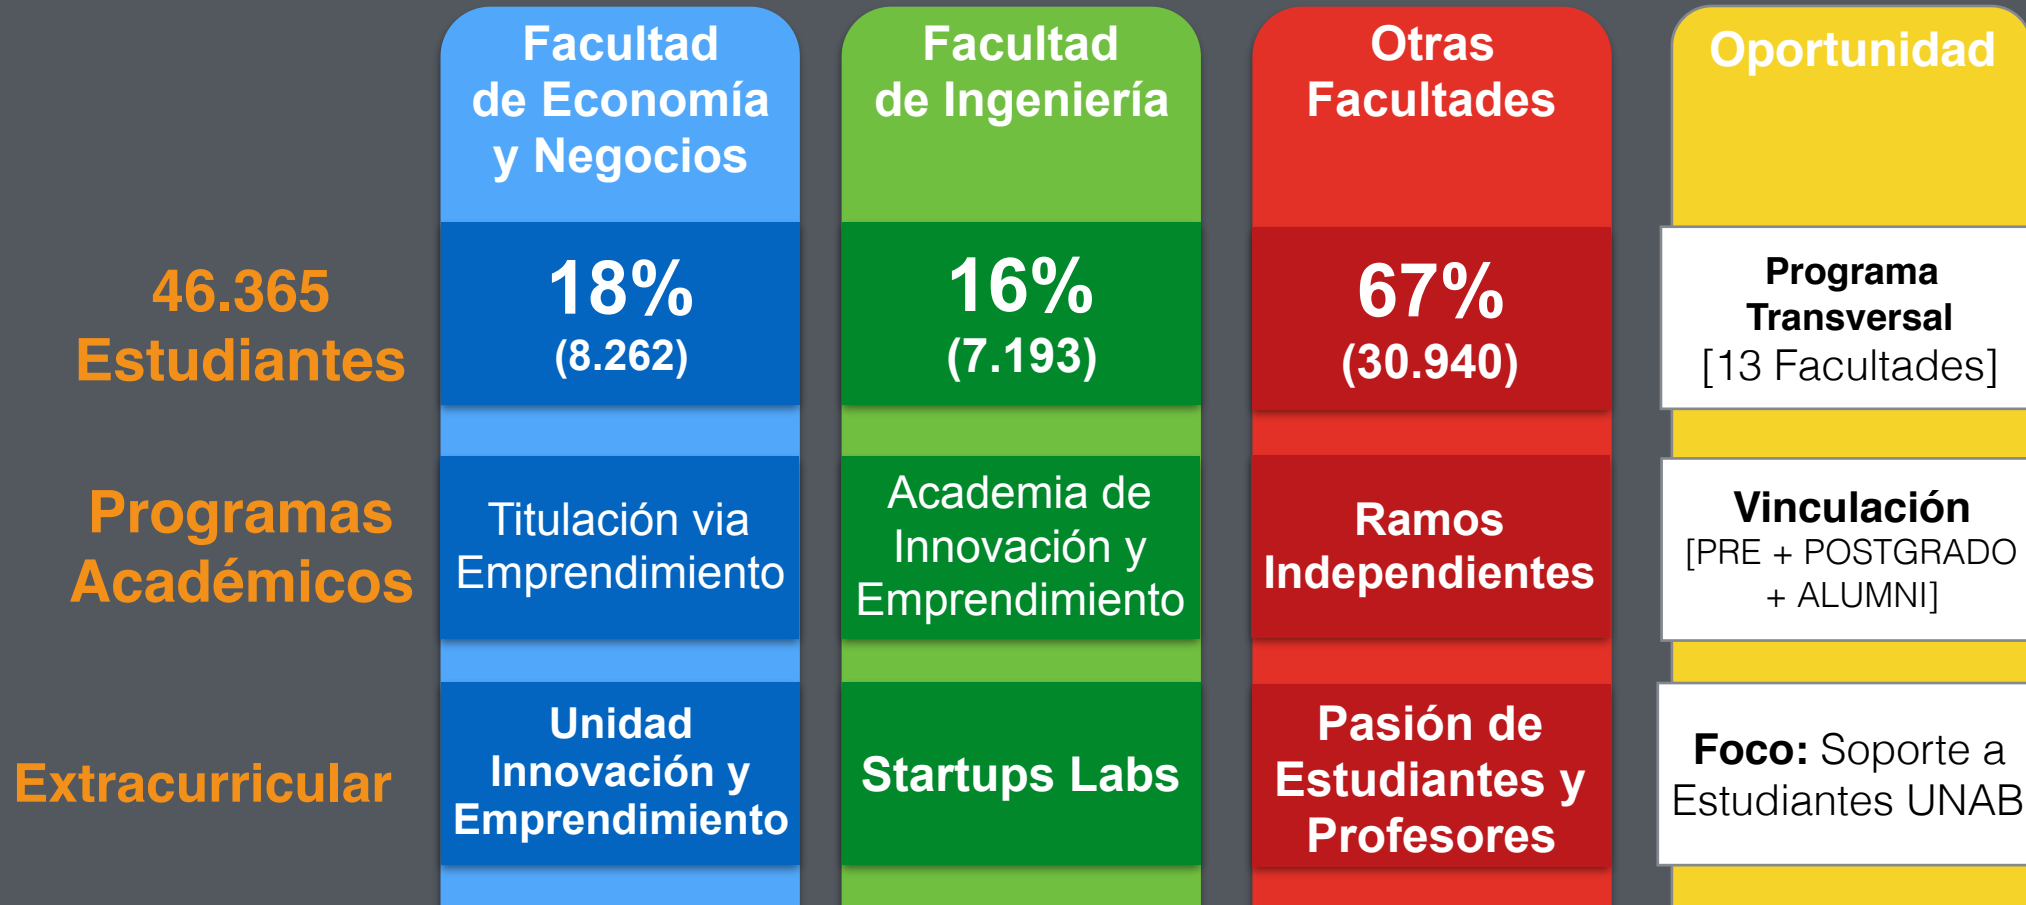 Facultad
de Economía
y Negocios
Facultad
de Ingeniería
Otras
Facultades
Oportunidad
46.365
Estudiantes
18%
(8.262)
16%
(7.193)
67%
(30.940)
Programa
Transversal
[13 Facultades]
Programas
Académicos
Titulación via
Emprendimiento
Academia de
Innovación y
Emprendimiento
Ramos
Independientes
Vinculación
[PRE + POSTGRADO
+ ALUMNI]
Extracurricular
Unidad
Innovación y
Emprendimiento
Startups Labs
Pasión de
Estudiantes y
Profesores
Foco: Soporte a
Estudiantes UNAB